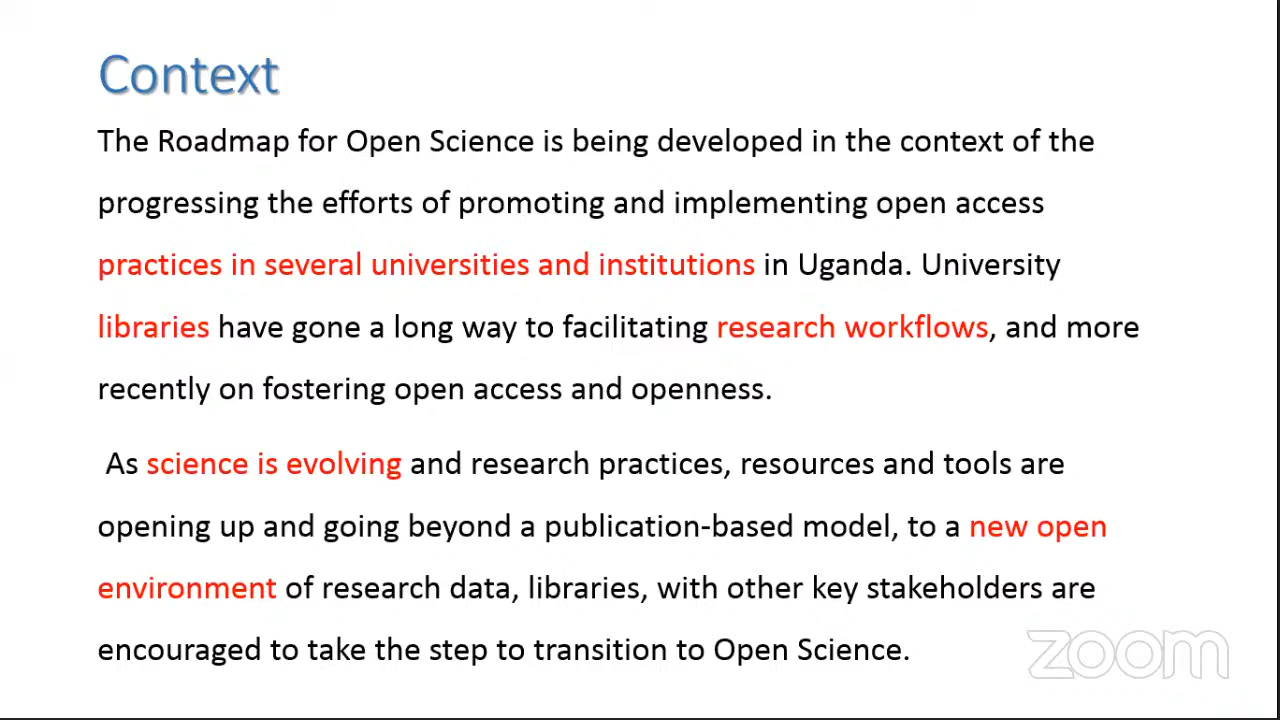 Context
The Roadmap for Open Science is being developed in the context of the
progressing the efforts of promoting and implementing open access
practices in several universities and institutions in Uganda. University
libraries have gone a long way to facilitating research workflows, and more
recently on fostering open access and openness.
As science is evolving and research practices, resources and tools are
opening up and going beyond a publication-based model, to a new open
environment of research data, libraries, with other key stakeholders are
encouraged to take the step to transition to Open Science.
zoom